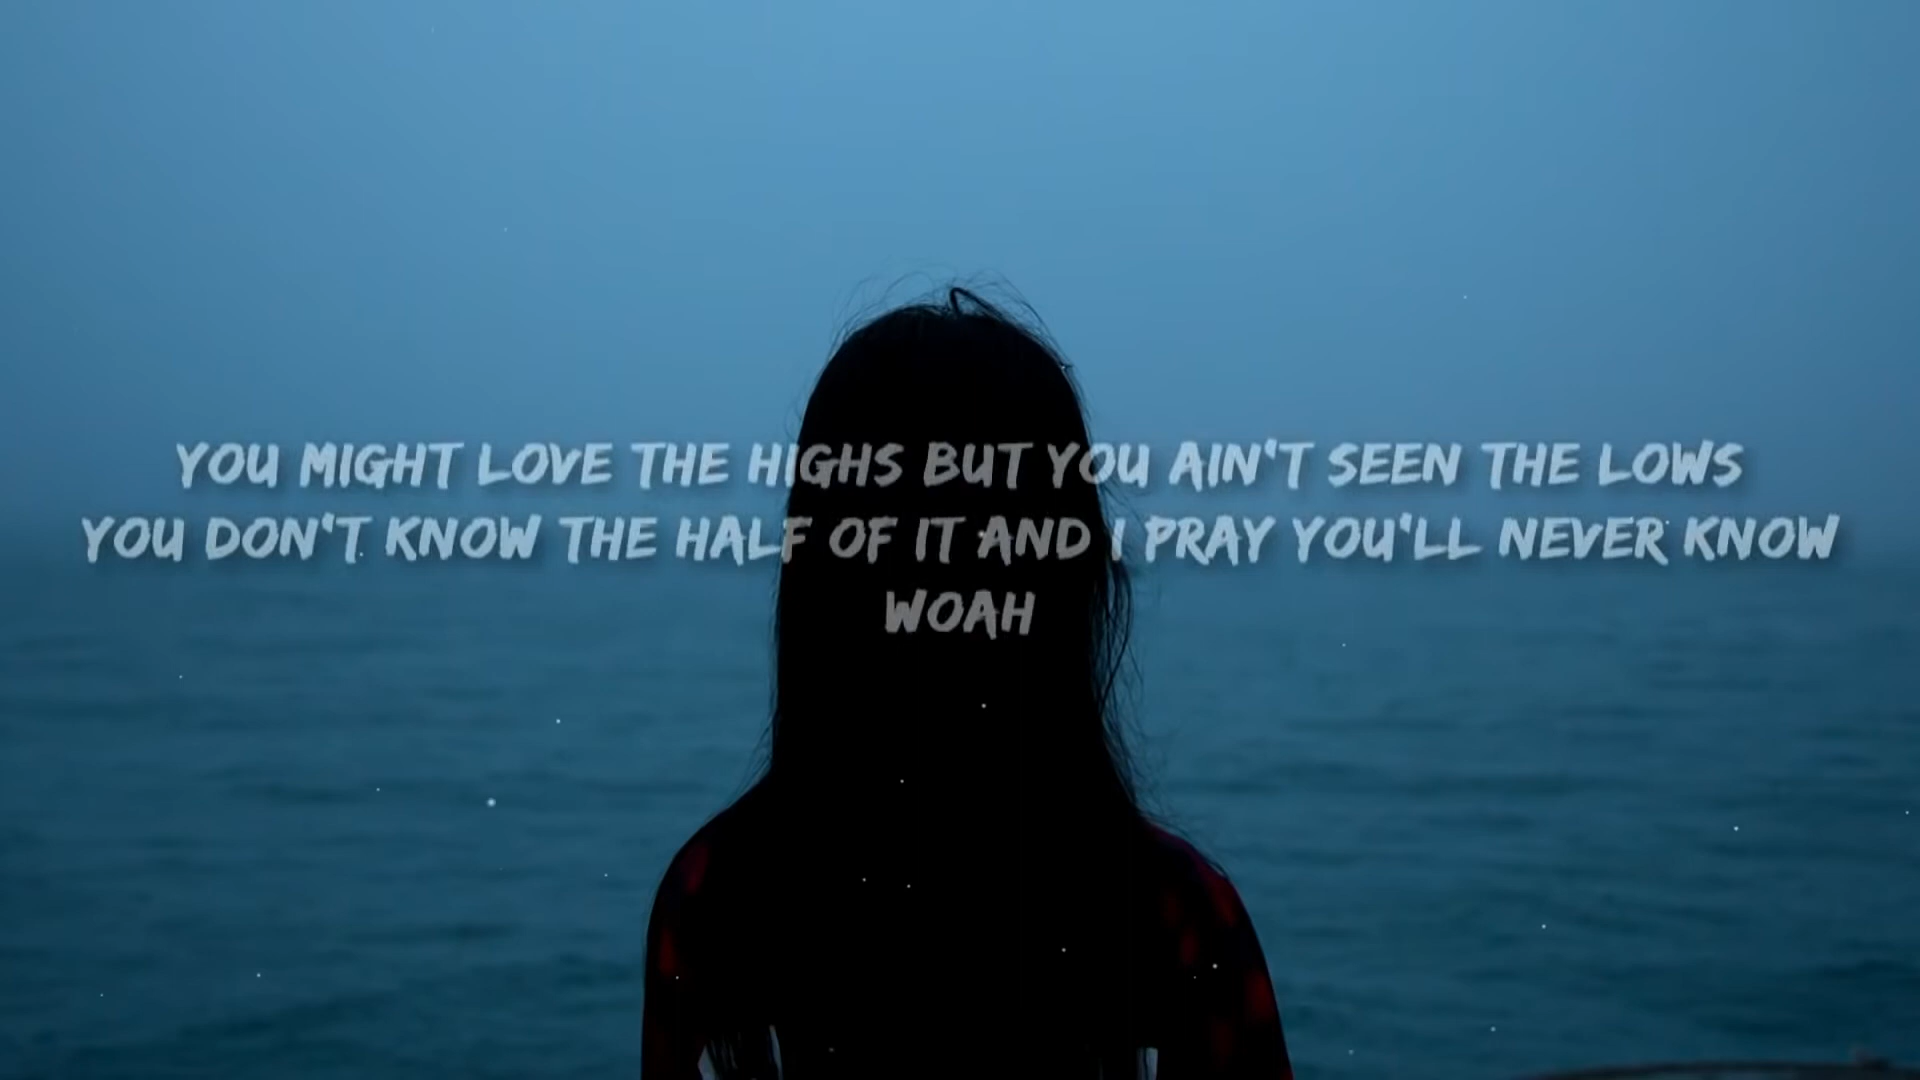 YOU MIGHT LOVE THE HIGHS BUT YOU AIN'T SEEN THE LOWS
YOU DON'T KNOW THE HALF OF IT AND I PRAY YOU'LL NEVER KNOW
WOAH